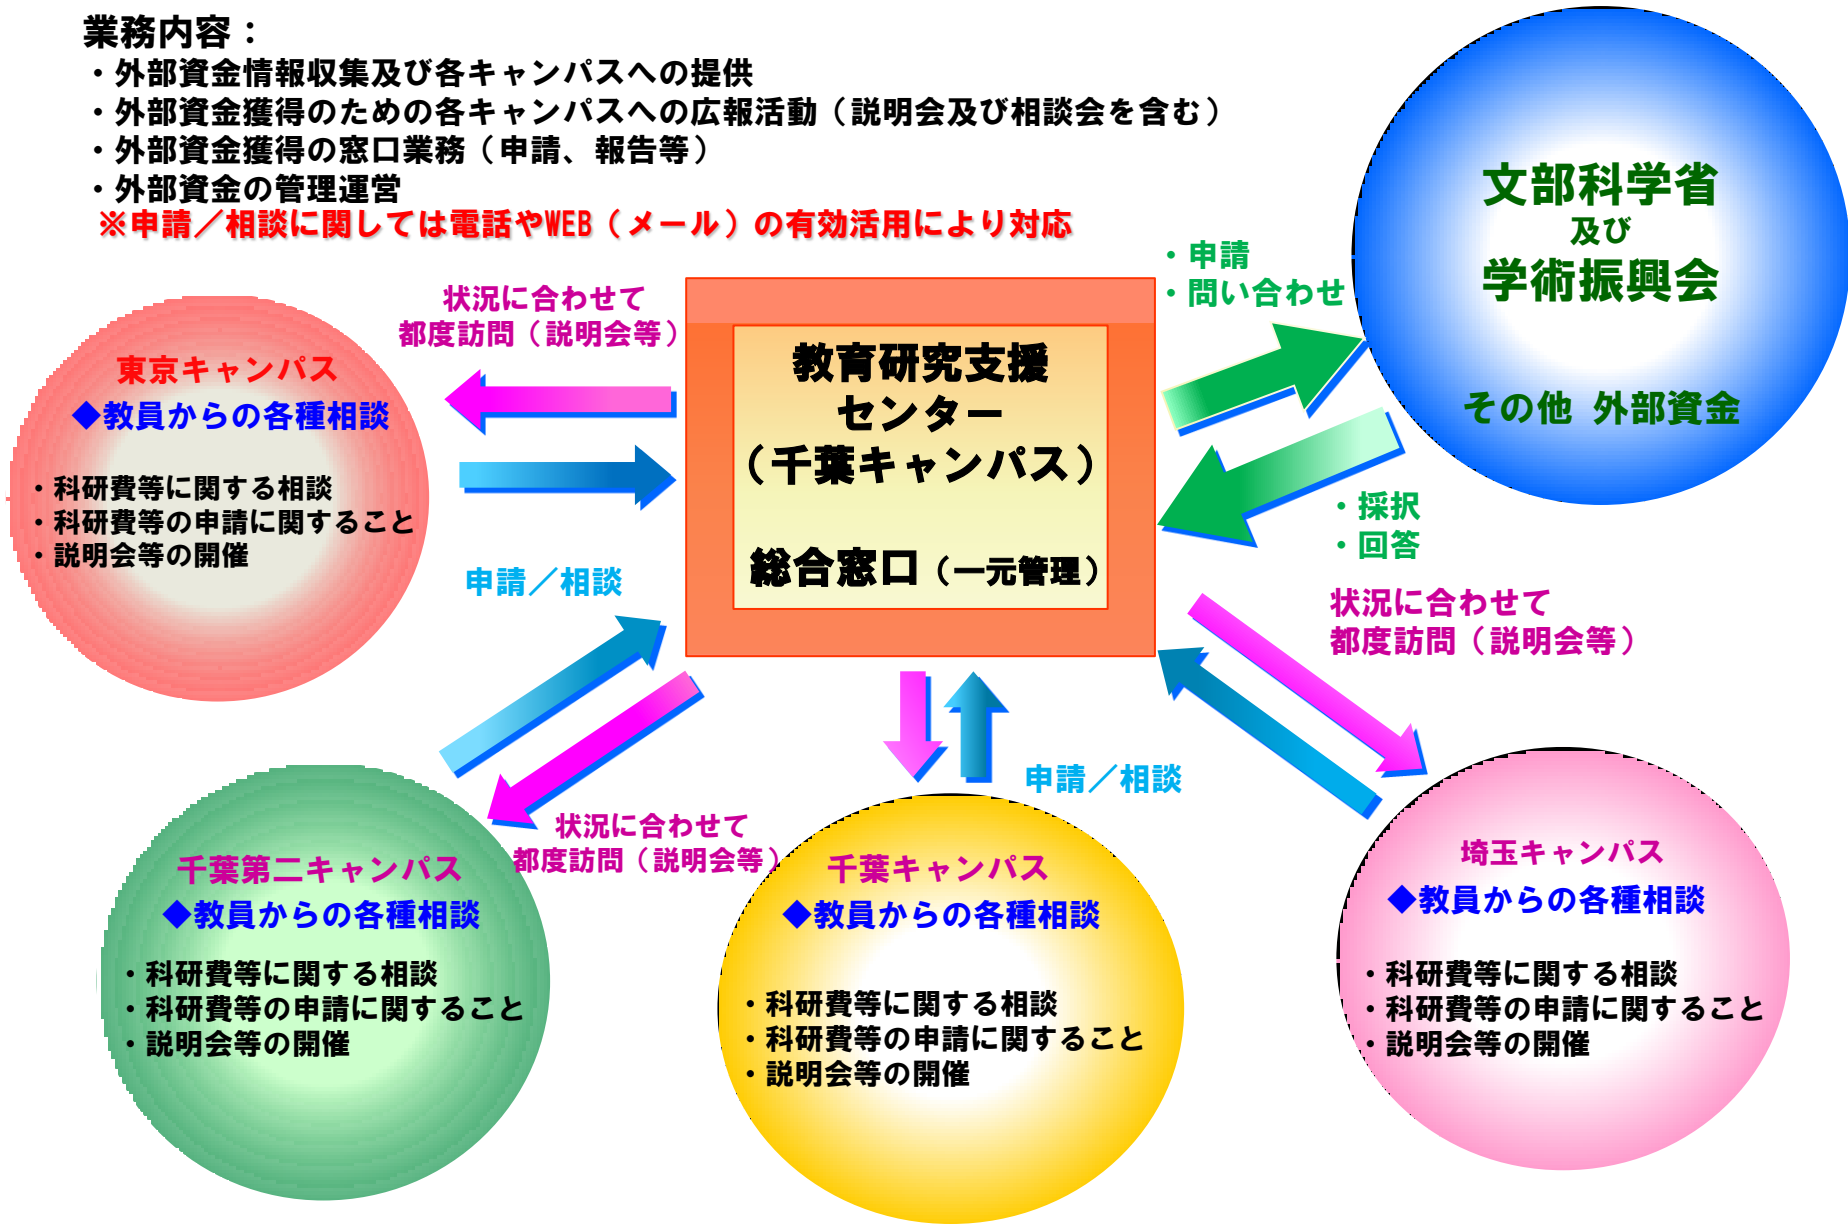 業務内容：
・外部資金情報収集及び各キャンパスへの提供
・外部資金獲得のための各キャンパスへの広報活動（説明会及び相談会を含む）
・外部資金獲得の窓口業務（申請、報告等）
・外部資金の管理運営
※申請／相談に関しては電話やWEB（メール）の有効活用により対応
文部科学省
及び
学術振興会
その他 外部資金
・申請
・問い合わせ
・採択
・回答
教育研究支援
センター
（千葉キャンパス）
総合窓口（一元管理）
状況に合わせて
都度訪問（説明会等）
東京キャンパス
◆教員からの各種相談
・科研費等に関する相談
・科研費等の申請に関すること
・説明会等の開催
申請／相談
状況に合わせて
都度訪問（説明会等）
千葉第二キャンパス
◆教員からの各種相談
・科研費等に関する相談
・科研費等の申請に関すること
・説明会等の開催
状況に合わせて
都度訪問（説明会等）
申請／相談
千葉キャンパス
◆教員からの各種相談
・科研費等に関する相談
・科研費等の申請に関すること
・説明会等の開催
埼玉キャンパス
◆教員からの各種相談
・科研費等に関する相談
・科研費等の申請に関すること
・説明会等の開催